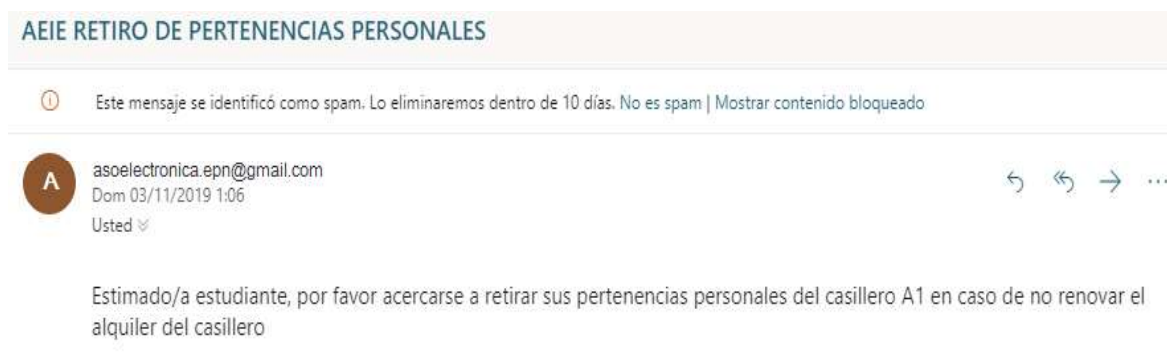 AEIE RETIRO DE PERTENENCIAS PERSONALES
Este mensaje se identificó como spam. Lo eliminaremos dentro de 10 días. No es spam | Mostrar contenido bloqueado
A
asoelectronica.epn@gmail.com
Dom 03/11/2019 1:06
Usted
Estimado/a estudiante, por favor acercarse a retirar sus pertenencias personales del casillero A1 en caso de no renovar el
alquiler del casillero